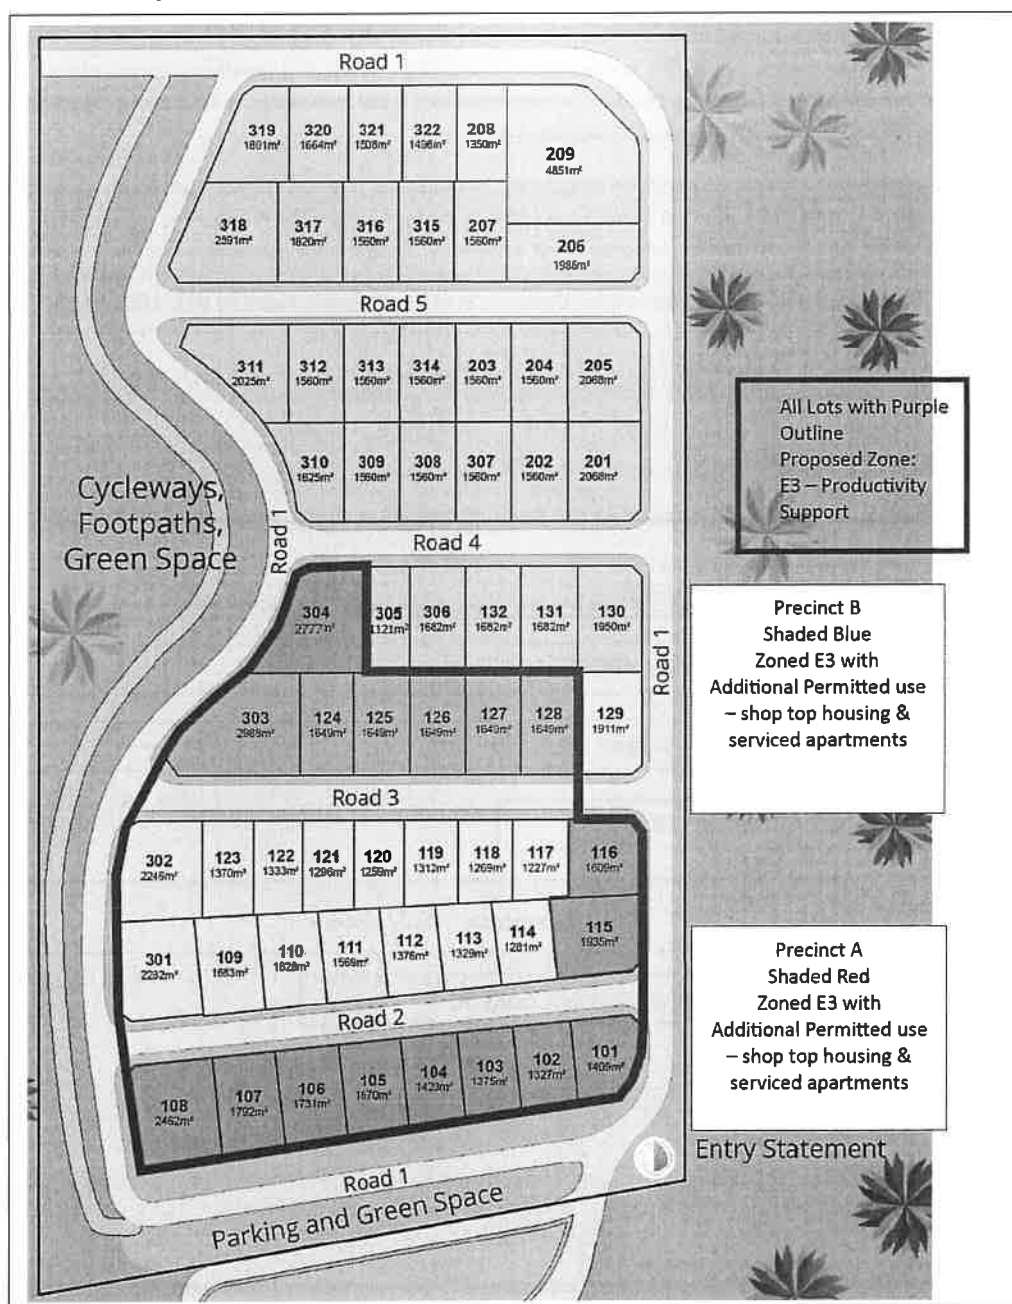 Road 1
319 320 321 322 208
1664m² 1350m²
209
4851m²
318 317 316 315 207
2391m² 1820m² 1560m² 1560m² 1560m²
206
1986m²
Road 5
311 312 313 314 203 204 205
2025m² 1560m² 1560m² 1560m² 1560m² 1560m² 2068m²
310 309 308 307 202 201
1625m² 1560m² 1560m² 1560m² 1560m² 2068m²
Cycleways,
Footpaths,
Green Space
Road 1
Road 4
304 305 306 132 131 130
2777m² 1121m² 1682m² 1682m² 1682m² 1950m²
Road 1
303 124 125 126 127 128 129
2988m² 1649m² 1649m² 1649m² 1649m² 1649m² 1911m²
Road 3
302 123 122 121 120 119 118 117 116
1370m² 1333m² 1296m² 1259m² 1312m² 1269m² 1227m² 1609m²
301 109 110 111 112 113 114 115
1683m² 1569m² 1376m² 1329m² 1281m² 1935m²
Road 2
108 107 106 105 104 103 102 101
2462m² 1792m² 1731m² 1670m² 1423m² 1375m² 1327m²
Road 1
Parking and Green Space
Entry Statement
All Lots with Purple
Outline
Proposed Zone:
E3 – Productivity
Support
Precinct B
Shaded Blue
Zoned E3 with
Additional Permitted use
– shop top housing &
serviced apartments
Precinct A
Shaded Red
Zoned E3 with
Additional Permitted use
– shop top housing &
serviced apartments